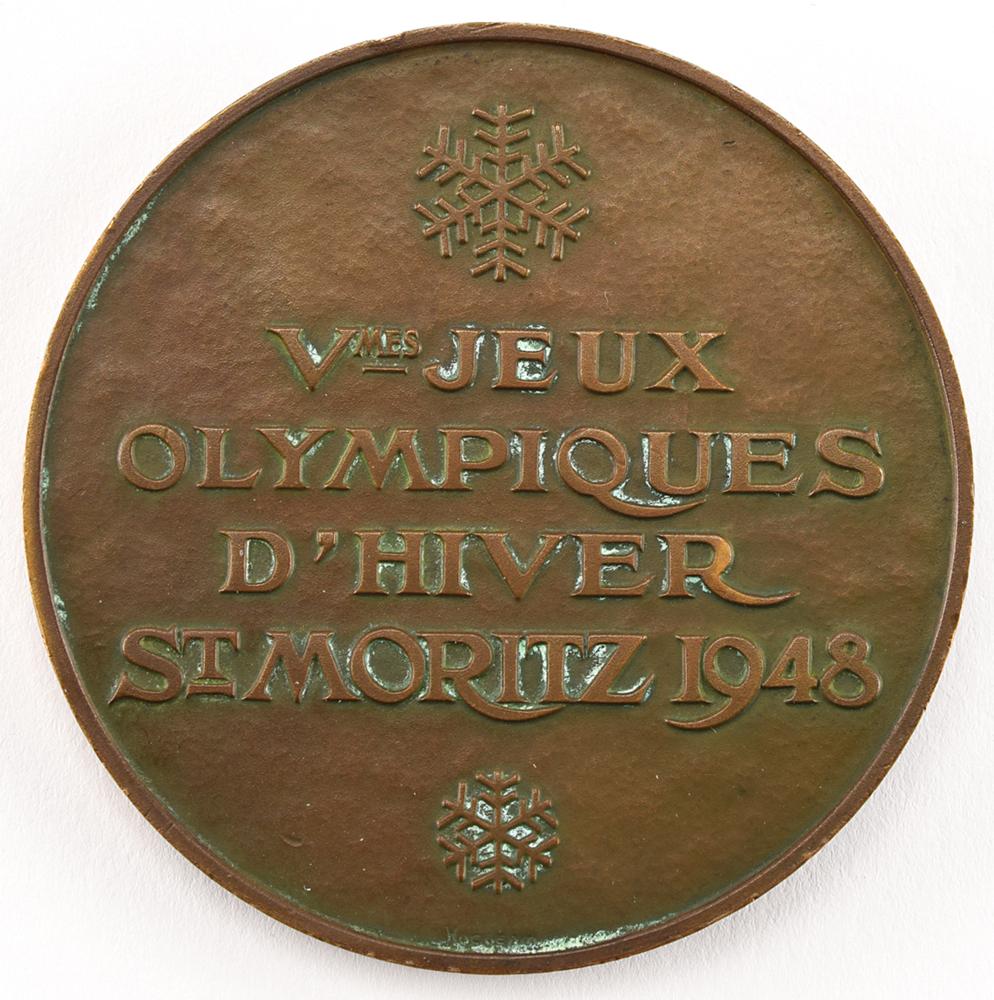 Vᴹᴱˢ JEUX
OLYMPIQUES
D'HIVER
ST MORITZ 1948